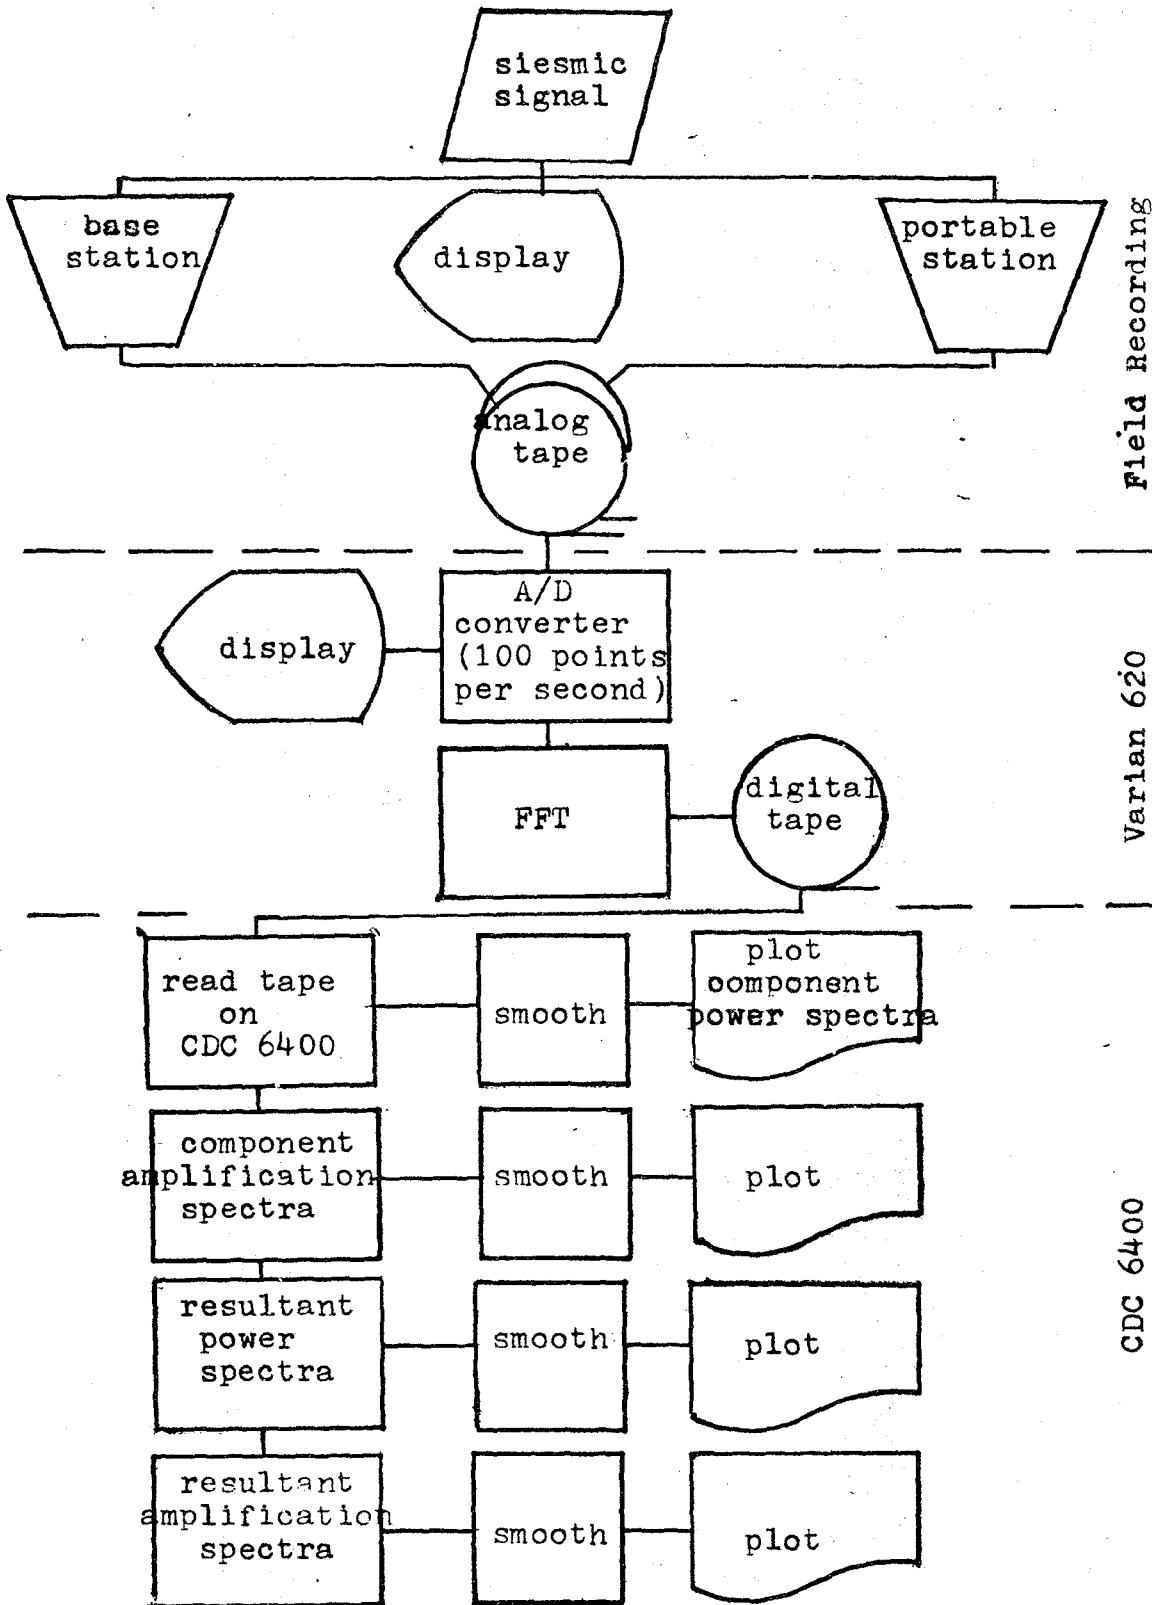 siesmic
signal
base
station
display
portable
station
analog
tape
Field Recording
display
A/D
converter
(100 points
per second)
FFT
digital
tape
Varian 620
read tape
on
CDC 6400
smooth
plot
component
power spectra
component
amplification
spectra
smooth
plot
resultant
power
spectra
smooth
plot
resultant
amplification
spectra
smooth
plot
CDC 6400